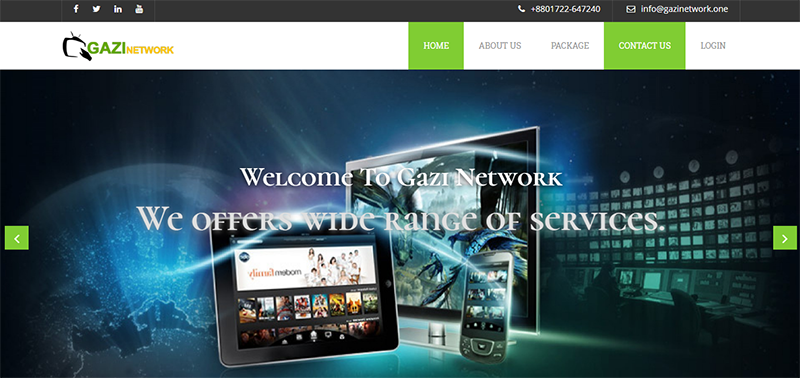 +8801722-647240 info@gazinetwork.one
GAZI NETWORK
HOME ABOUT US PACKAGE CONTACT US LOGIN
Welcome To Gazi Network
We offers wide range of services.
modern family